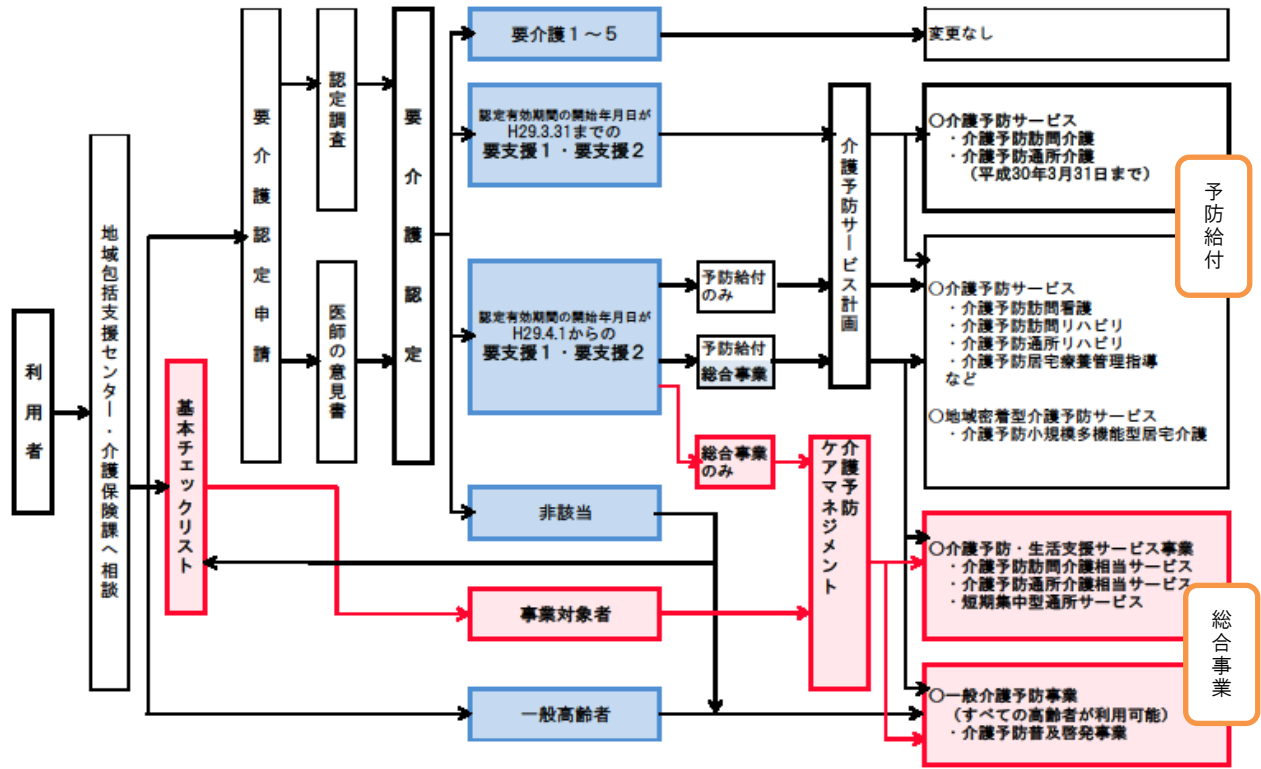 利用者
地域包括支援センター・介護保険課へ相談
基本チェックリスト
要介護認定申請
認定調査
医師の意見書
要介護認定
要介護１～５
認定有効期間の開始年月日が
H29.3.31までの
要支援１・要支援２
認定有効期間の開始年月日が
H29.4.1からの
要支援１・要支援２
非該当
事業対象者
一般高齢者
予防給付
のみ
予防給付
総合事業
総合事業
のみ
介護予防サービス計画
介護予防
ケアマネジメント
変更なし
〇介護予防サービス
・介護予防訪問介護
・介護予防通所介護
（平成30年3月31日まで）
予防給付
〇介護予防サービス
・介護予防訪問看護
・介護予防訪問リハビリ
・介護予防通所リハビリ
・介護予防居宅療養管理指導
など
〇地域密着型介護予防サービス
・介護予防小規模多機能型居宅介護
〇介護予防・生活支援サービス事業
・介護予防訪問介護相当サービス
・介護予防通所介護相当サービス
・短期集中型通所サービス
総合事業
〇一般介護予防事業
（すべての高齢者が利用可能）
・介護予防普及啓発事業